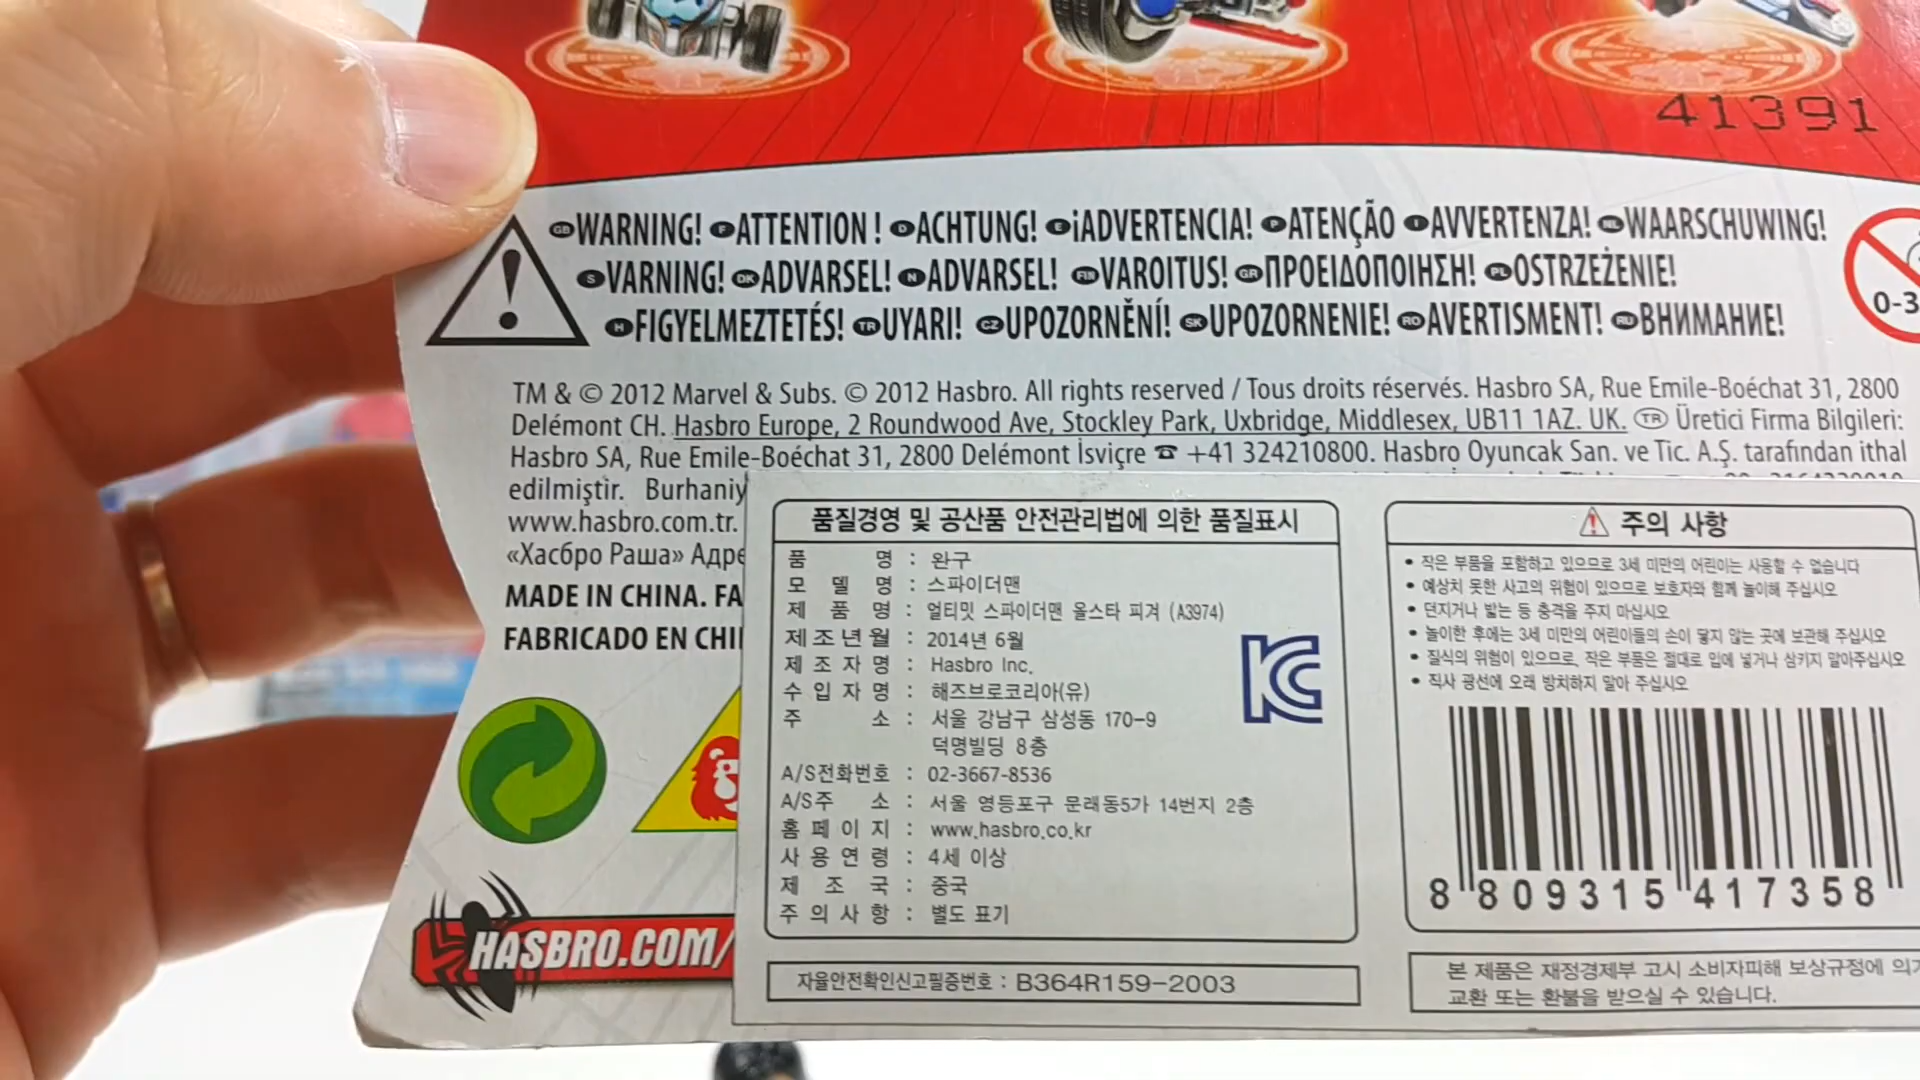 41391
GB WARNING! F ATTENTION ! D ACHTUNG! E ¡ADVERTENCIA! P ATENÇÃO I AVVERTENZA! NL WAARSCHUWING!
S VARNING! DK ADVARSEL! N ADVARSEL! FIN VAROITUS! GR ΠΡΟΕΙΔΟΠΟΙΗΣΗ! PL OSTRZEŻENIE!
H FIGYELMEZTETÉS! TR UYARI! CZ UPOZORNĚNÍ! SK UPOZORNENIE! RO AVERTISMENT! RU ВНИМАНИЕ!
0-3
TM & © 2012 Marvel & Subs. © 2012 Hasbro. All rights reserved / Tous droits réservés. Hasbro SA, Rue Emile-Boéchat 31, 2800
Delémont CH. Hasbro Europe, 2 Roundwood Ave, Stockley Park, Uxbridge, Middlesex, UB11 1AZ. UK. TR Üretici Firma Bilgileri:
Hasbro SA, Rue Emile-Boéchat 31, 2800 Delémont İsviçre ☎ +41 324210800. Hasbro Oyuncak San. ve Tic. A.Ş. tarafından ithal
edilmiştir. Burhaniy
www.hasbro.com.tr.
«Хасбро Раша» Адре
MADE IN CHINA. FA
FABRICADO EN CHI
HASBRO.COM/
품질경영 및 공산품 안전관리법에 의한 품질표시
품 명 : 완구
모 델 명 : 스파이더맨
제 품 명 : 얼티밋 스파이더맨 올스타 피겨 (A3974)
제조년월 : 2014년 6월
제조자명 : Hasbro Inc.
수입자명 : 해즈브로코리아(유)
주 소 : 서울 강남구 삼성동 170-9
덕명빌딩 8층
A/S전화번호 : 02-3667-8536
A/S주 소 : 서울 영등포구 문래동5가 14번지 2층
홈페이지 : www.hasbro.co.kr
사용연령 : 4세 이상
제 조 국 : 중국
주의사항 : 별도 표기
KC
자율안전확인신고필증번호 : B364R159-2003
⚠ 주의 사항
• 작은 부품을 포함하고 있으므로 3세 미만의 어린이는 사용할 수 없습니다
• 예상치 못한 사고의 위험이 있으므로 보호자와 함께 놀이해 주십시오
• 던지거나 밟는 등 충격을 주지 마십시오
• 놀이한 후에는 3세 미만의 어린이들의 손이 닿지 않는 곳에 보관해 주십시오
• 질식의 위험이 있으므로, 작은 부품은 절대로 입에 넣거나 삼키지 말아주십시오
• 직사 광선에 오래 방치하지 말아 주십시오
8 809315 417358
본 제품은 재정경제부 고시 소비자피해 보상규정에 의거
교환 또는 환불을 받으실 수 있습니다.